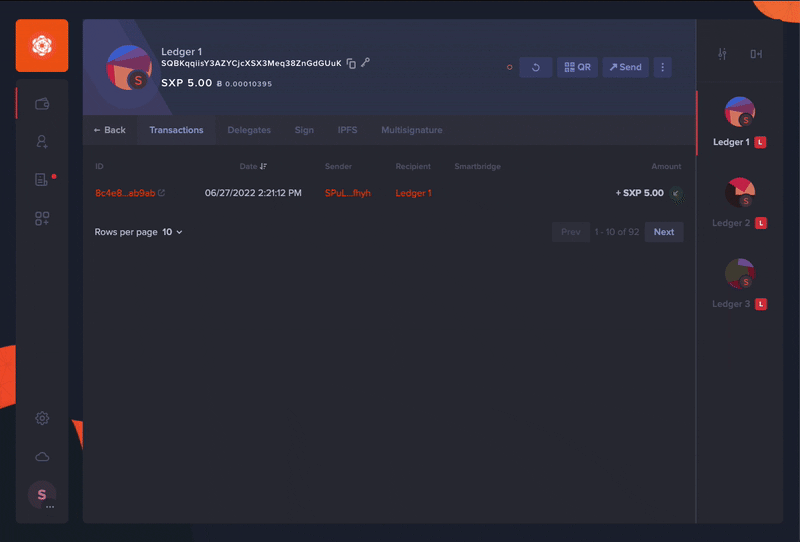 Ledger 1
SQBKqqiisY3AZYCjcXSX3Meq38ZnGdGUuK
SXP 5.00 Ƀ 0.00010395
QR
Send
← Back Transactions Delegates Sign IPFS Multisignature
ID Date Sender Recipient Smartbridge Amount
8c4e8...ab9ab 06/27/2022 2:21:12 PM SPuL...fhyh Ledger 1 + SXP 5.00
Rows per page 10
Prev 1 - 10 of 92 Next
S
Ledger 1 L
S
Ledger 2 L
S
Ledger 3 L
S
S